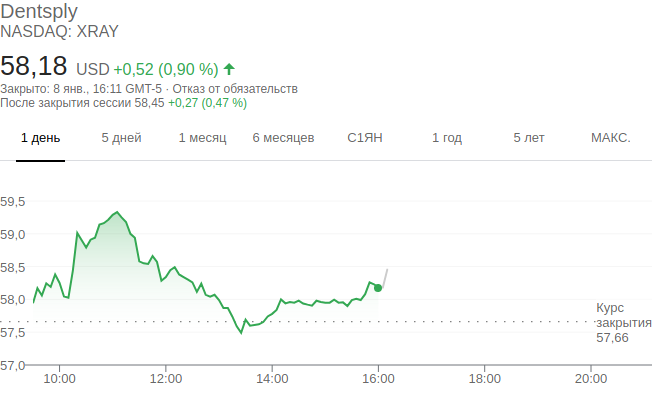 Dentsply
NASDAQ: XRAY
58,18 USD +0,52 (0,90 %)
Закрыто: 8 янв., 16:11 GMT-5 · Отказ от обязательств
После закрытия сессии 58,45 +0,27 (0,47 %)
1 день 5 дней 1 месяц 6 месяцев С1ЯН 1 год 5 лет МАКС.
59,5
59,0
58,5
58,0
57,5
57,0
Курс
закрытия
57,66
10:00 12:00 14:00 16:00 18:00 20:00